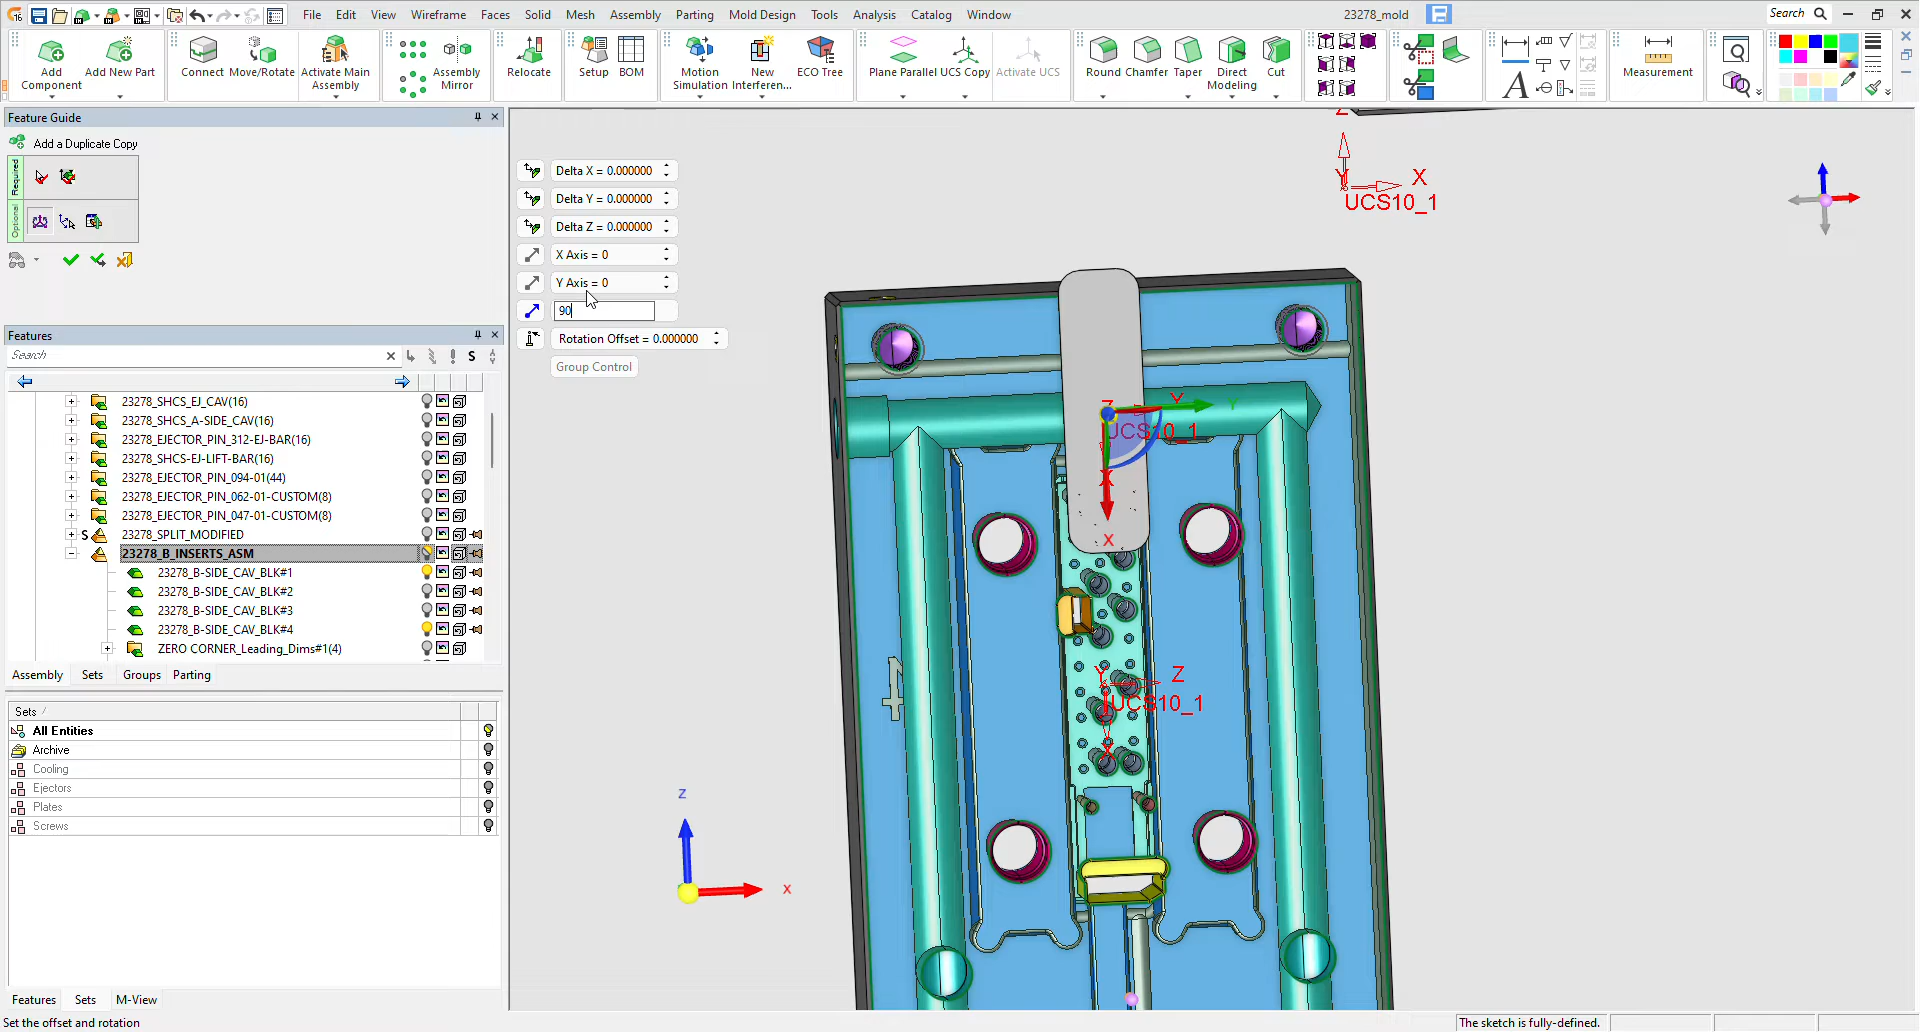 File Edit View Wireframe Faces Solid Mesh Assembly Parting Mold Design Tools Analysis Catalog Window
23278_mold
Search
Add Component
Add New Part
Connect
Move/Rotate
Activate Main Assembly
Assembly Mirror
Relocate
Setup
BOM
Motion Simulation
New Interferen...
ECO Tree
Plane Parallel
UCS Copy
Activate UCS
Round
Chamfer
Taper
Direct Modeling
Cut
Measurement
Feature Guide
Add a Duplicate Copy
Required
Optional
Features
Search
S
23278_SHCS_EJ_CAV(16)
23278_SHCS_A-SIDE_CAV(16)
23278_EJECTOR_PIN_312-EJ-BAR(16)
23278_SHCS-EJ-LIFT-BAR(16)
23278_EJECTOR_PIN_094-01(44)
23278_EJECTOR_PIN_062-01-CUSTOM(8)
23278_EJECTOR_PIN_047-01-CUSTOM(8)
S 23278_SPLIT_MODIFIED
23278_B_INSERTS_ASM
23278_B-SIDE_CAV_BLK#1
23278_B-SIDE_CAV_BLK#2
23278_B-SIDE_CAV_BLK#3
23278_B-SIDE_CAV_BLK#4
ZERO CORNER_Leading_Dims#1(4)
Assembly Sets Groups Parting
Sets /
All Entities
Archive
Cooling
Ejectors
Plates
Screws
Features Sets M-View
Set the offset and rotation
Delta X = 0.000000
Delta Y = 0.000000
Delta Z = 0.000000
X Axis = 0
Y Axis = 0
90
Rotation Offset = 0.000000
Group Control
Z
Y
X
UCS10_1
Z
Y
Y
UCS10_1
X
X
Y
Z
UCS10_1
X
4
Z
X
The sketch is fully-defined.